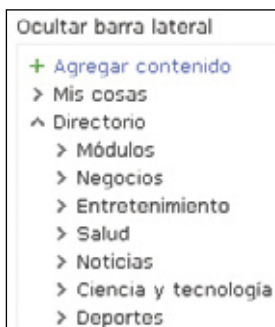 Ocultar barra lateral
+ Agregar contenido
> Mis cosas
^ Directorio
> Módulos
> Negocios
> Entretenimiento
> Salud
> Noticias
> Ciencia y tecnología
> Deportes